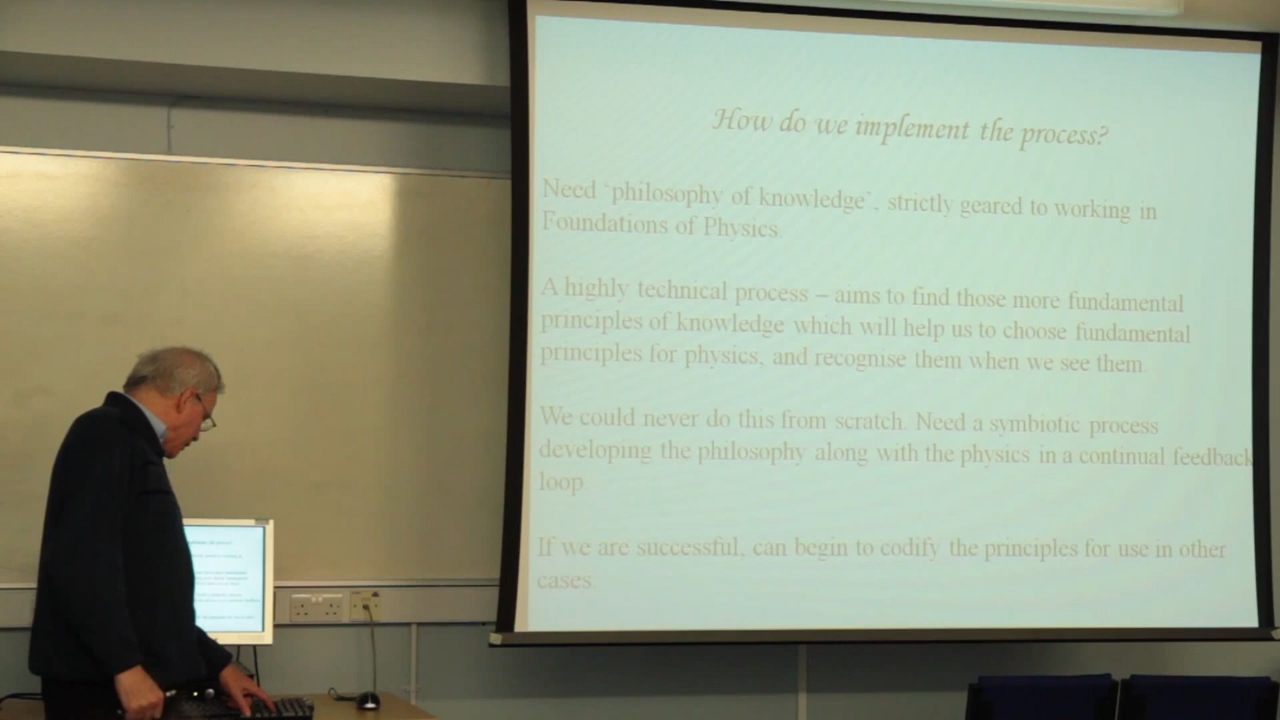 How do we implement the process?
Need ‘philosophy of knowledge’, strictly geared to working in
Foundations of Physics.
A highly technical process – aims to find those more fundamental
principles of knowledge which will help us to choose fundamental
principles for physics, and recognise them when we see them.
We could never do this from scratch. Need a symbiotic process
developing the philosophy along with the physics in a continual feedback
loop.
If we are successful, can begin to codify the principles for use in other
cases.